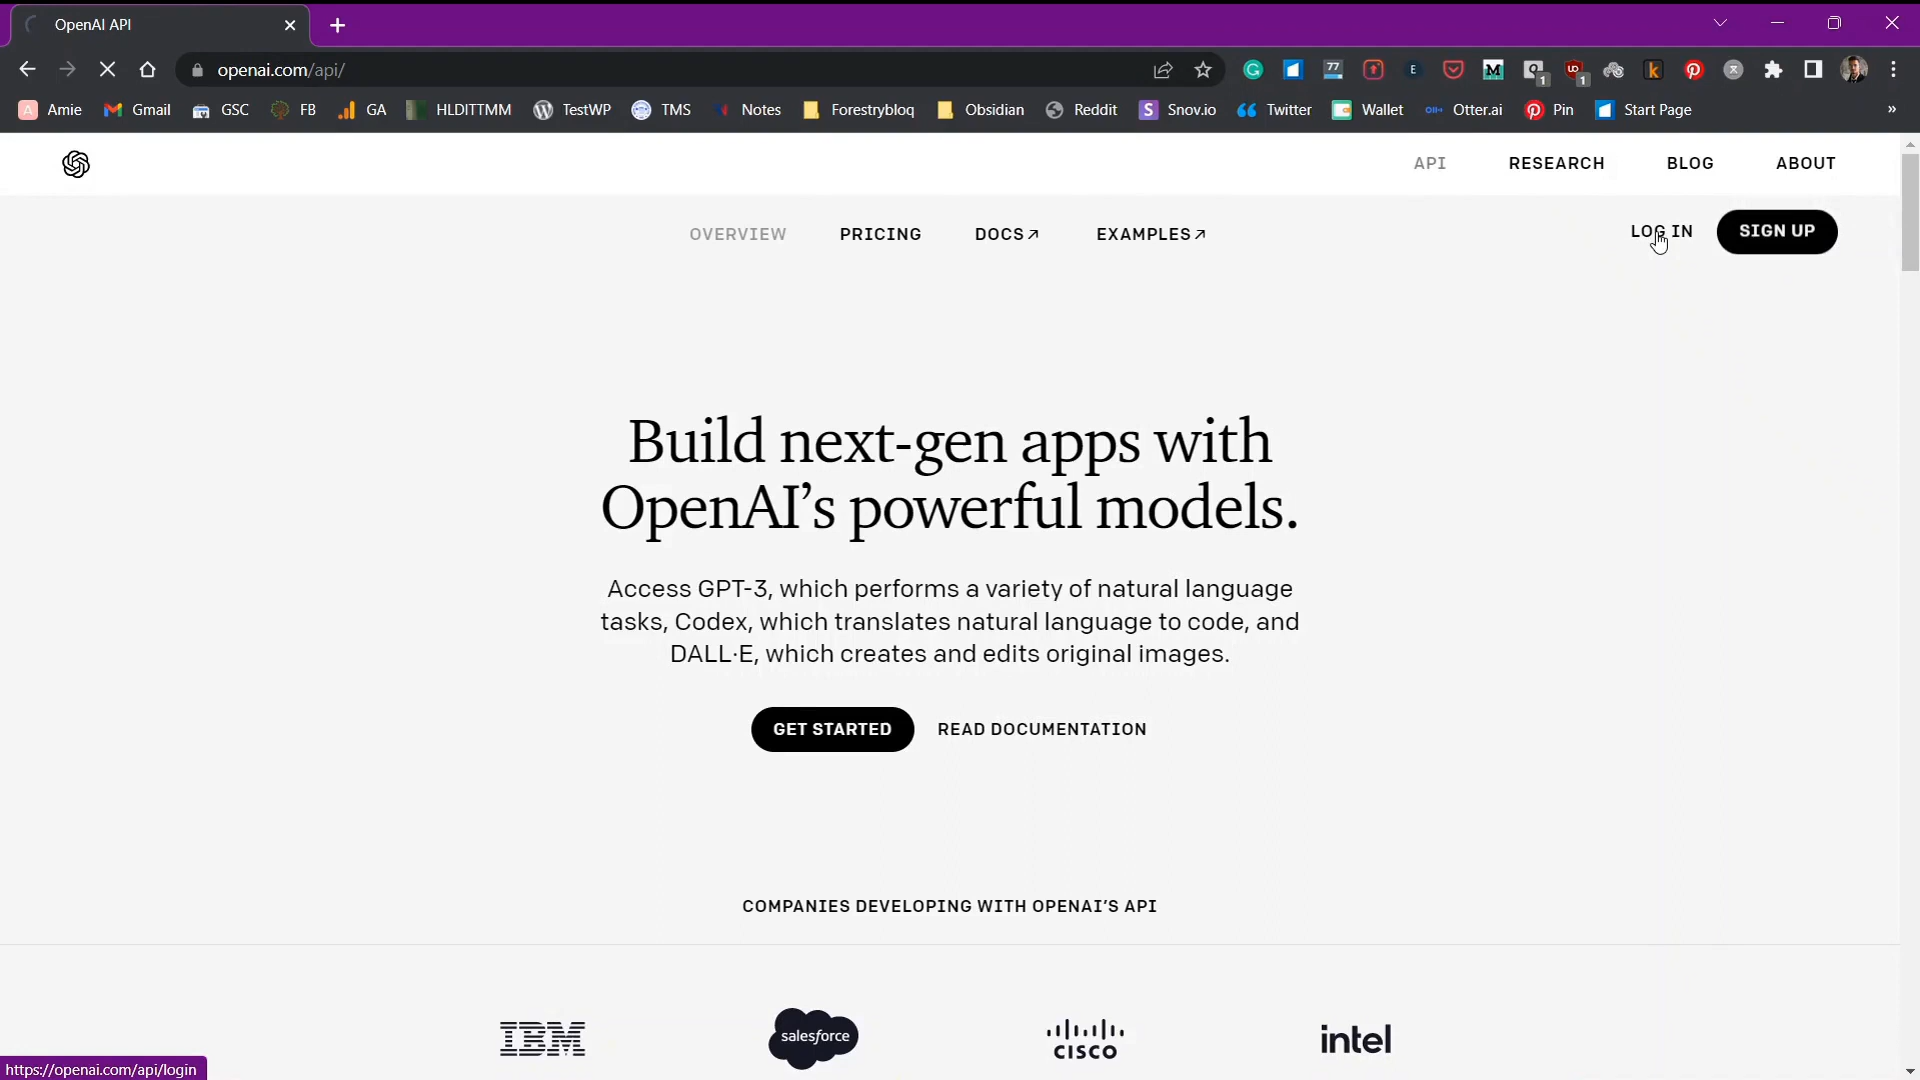 OpenAI API
openai.com/api/
Amie Gmail GSC FB GA HLDITTMM TestWP TMS Notes Forestrybloq Obsidian Reddit Snov.io Twitter Wallet Otter.ai Pin Start Page »
API RESEARCH BLOG ABOUT
OVERVIEW PRICING DOCS↗ EXAMPLES↗ LOG IN SIGN UP
Build next-gen apps with
OpenAI’s powerful models.
Access GPT-3, which performs a variety of natural language
tasks, Codex, which translates natural language to code, and
DALL·E, which creates and edits original images.
GET STARTED READ DOCUMENTATION
COMPANIES DEVELOPING WITH OPENAI’S API
IBM salesforce CISCO intel
https://openai.com/api/login